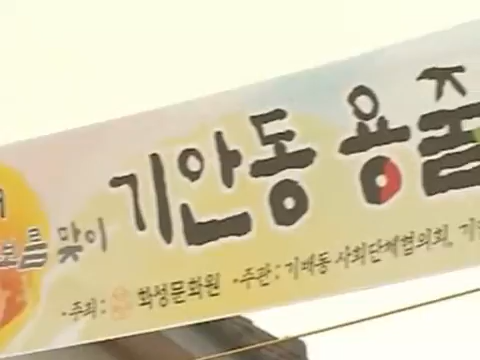 보름 맞이
기안동 용줄
·주최: 화성문화원 ·주관: 기배동 사회단체협의회, 기